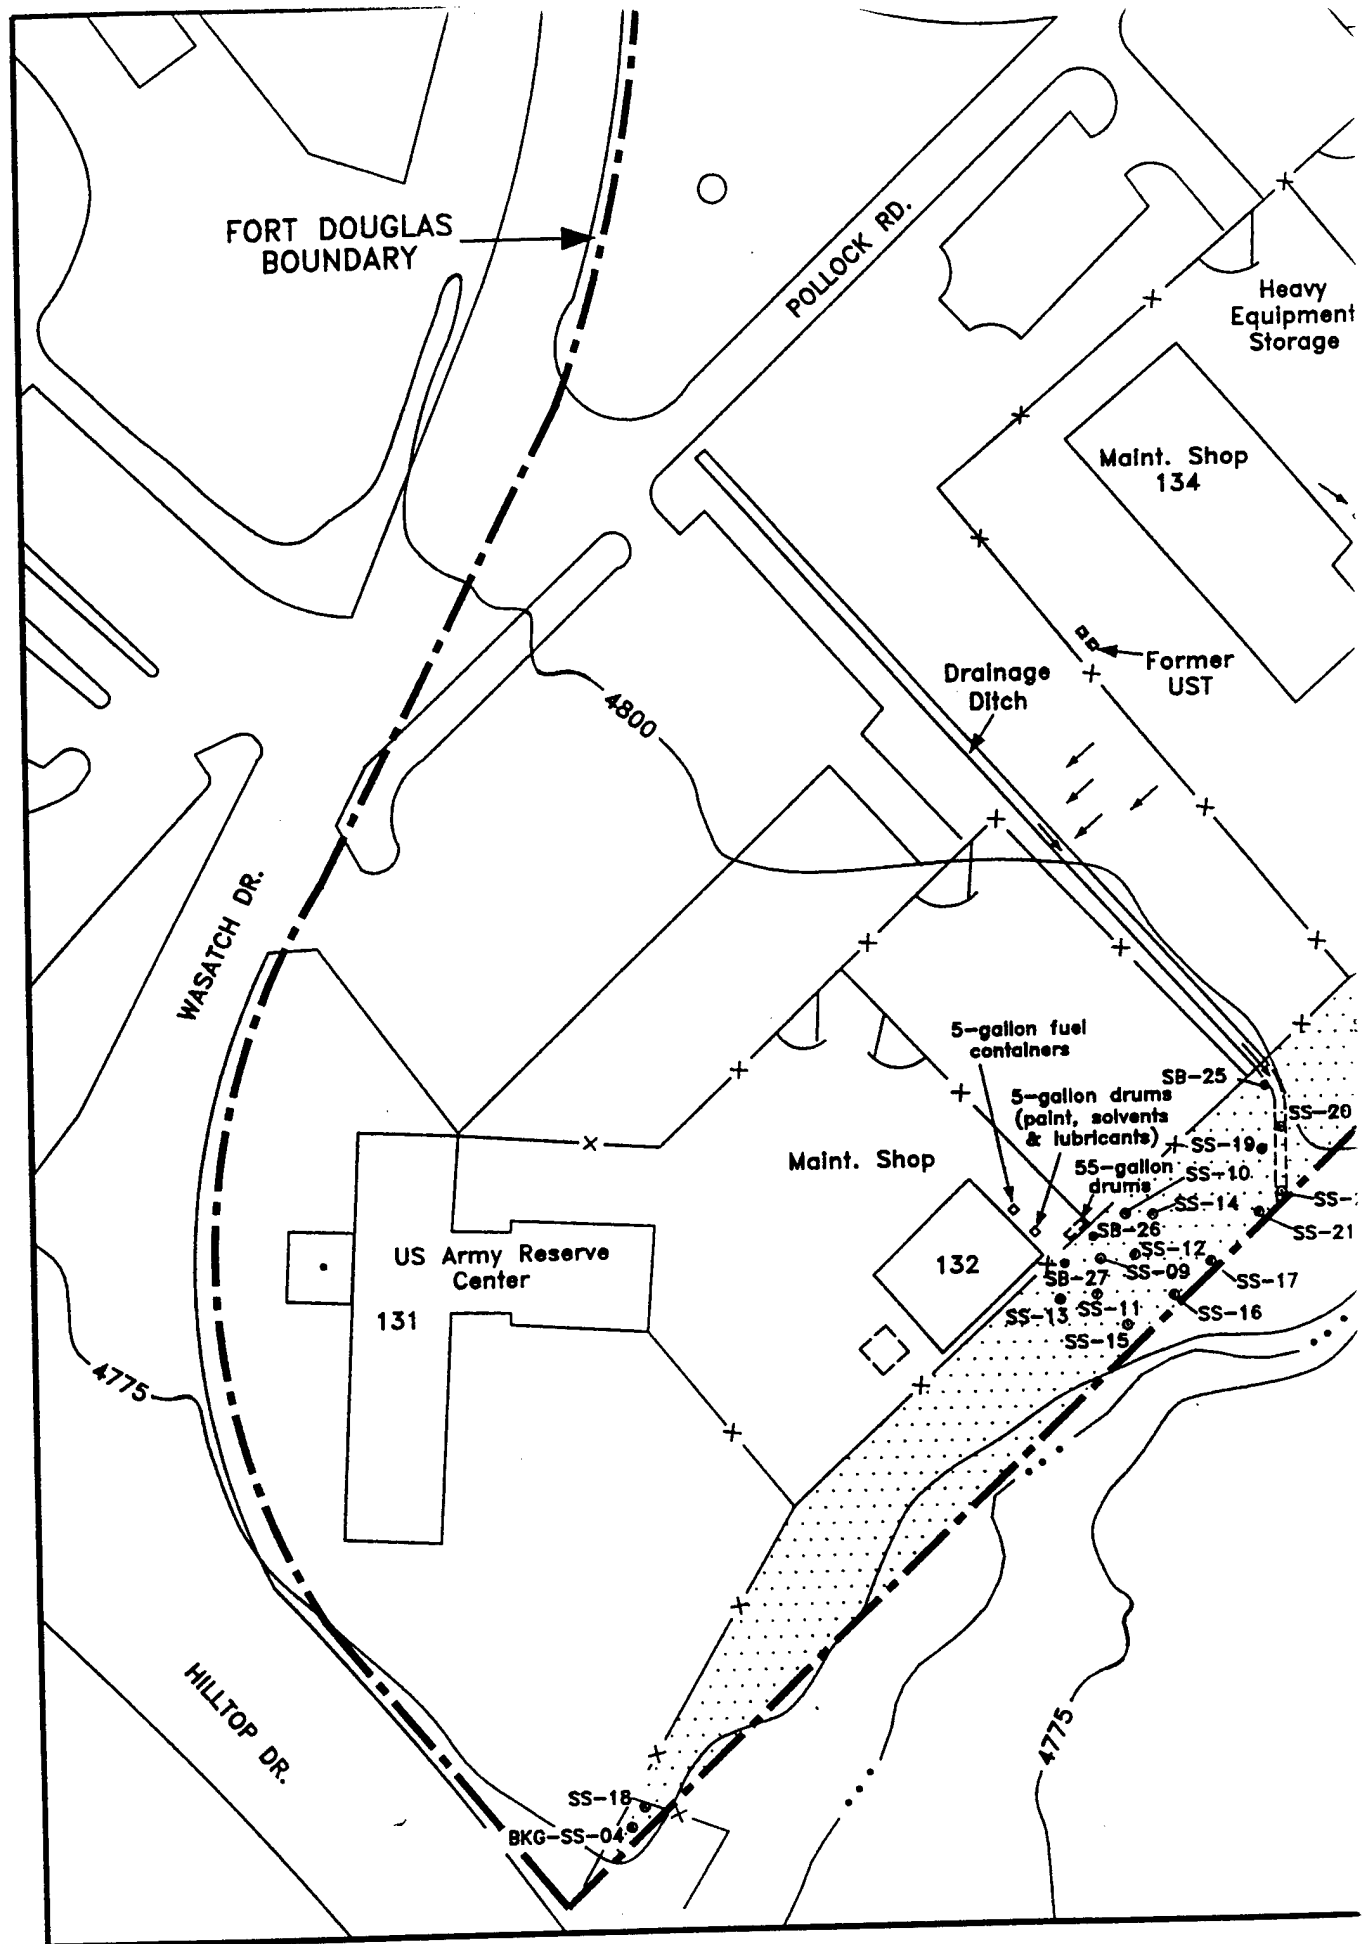 FORT DOUGLAS
BOUNDARY
POLLOCK RD.
Heavy
Equipment
Storage
Maint. Shop
134
Former
UST
Drainage
Ditch
4800
WASATCH DR.
5-gallon fuel
containers
SB-25
5-gallon drums
(paint, solvents
& lubricants)
SS-20
SS-19
Maint. Shop
55-gallon
drums
SS-10
SS-14
SS-
SS-21
SB-26
SS-12
US Army Reserve
Center
131
132
SB-27
SS-09
SS-17
SS-13
SS-11
SS-16
SS-15
4775
HILLTOP DR.
4775
SS-18
BKG-SS-04